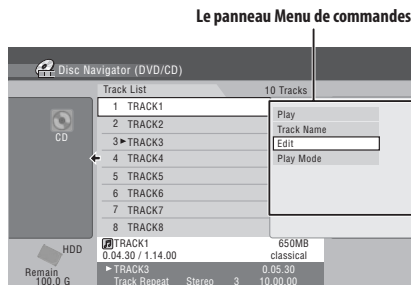 Le panneau Menu de commandes
Disc Navigator (DVD/CD)
Track List 10 Tracks
CD
1 TRACK1
2 TRACK2
3 ► TRACK3
4 TRACK4
5 TRACK5
6 TRACK6
7 TRACK7
8 TRACK8
Play
Track Name
Edit
Play Mode
HDD
Remain
100.0 G
TRACK1 650MB
0.04.30 / 1.14.00 classical
► TRACK3 0.05.30
Track Repeat Stereo 3 10.00.00